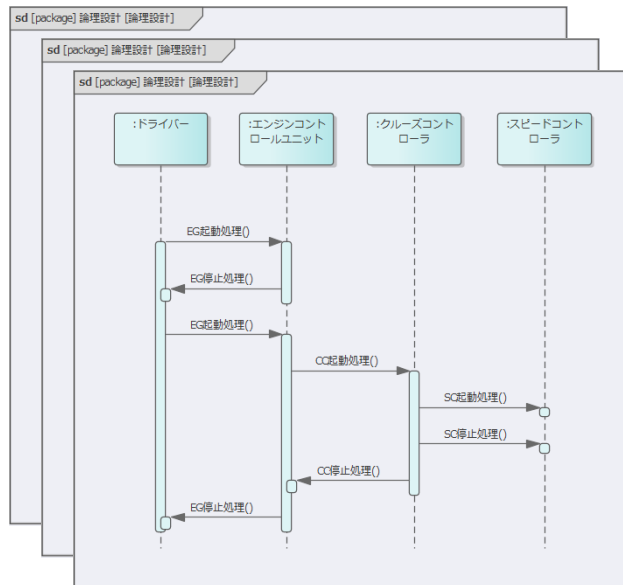 sd [package] 論理設計 [論理設計]
sd [package] 論理設計 [論理設計]
sd [package] 論理設計 [論理設計]
:ドライバー
:エンジンコント
ロールユニット
:クルーズコント
ローラ
:スピードコント
ローラ
EG起動処理()
EG停止処理()
EG起動処理()
CC起動処理()
SC起動処理()
SC停止処理()
CC停止処理()
EG停止処理()